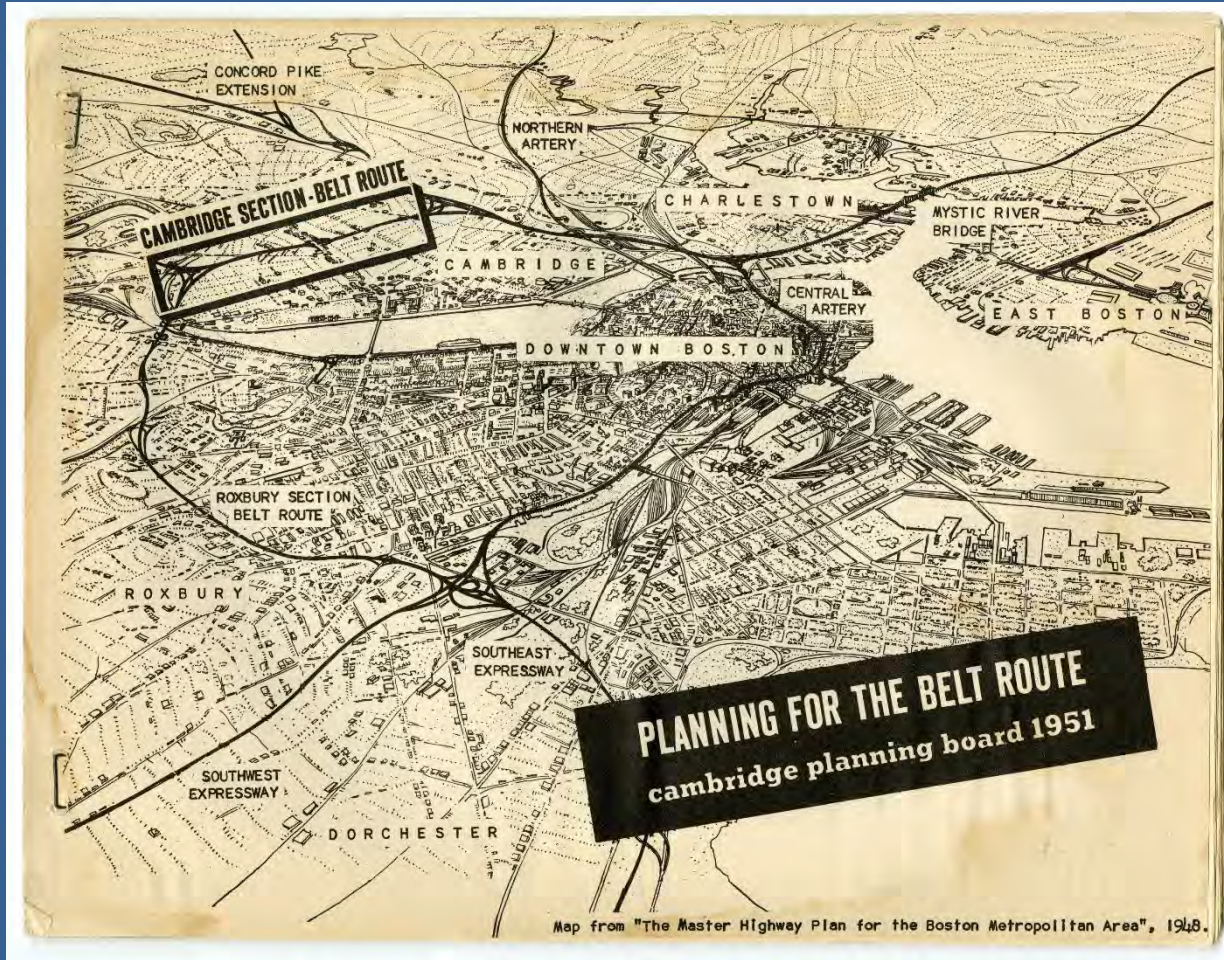 CONCORD PIKE
EXTENSION
NORTHERN
ARTERY
CAMBRIDGE SECTION-BELT ROUTE
CHARLESTOWN
MYSTIC RIVER
BRIDGE
CAMBRIDGE
CENTRAL
ARTERY
EAST BOSTON
DOWNTOWN BOSTON
ROXBURY SECTION
BELT ROUTE
ROXBURY
SOUTHEAST
EXPRESSWAY
PLANNING FOR THE BELT ROUTE
cambridge planning board 1951
SOUTHWEST
EXPRESSWAY
DORCHESTER
Map from "The Master Highway Plan for the Boston Metropolitan Area", 1948.